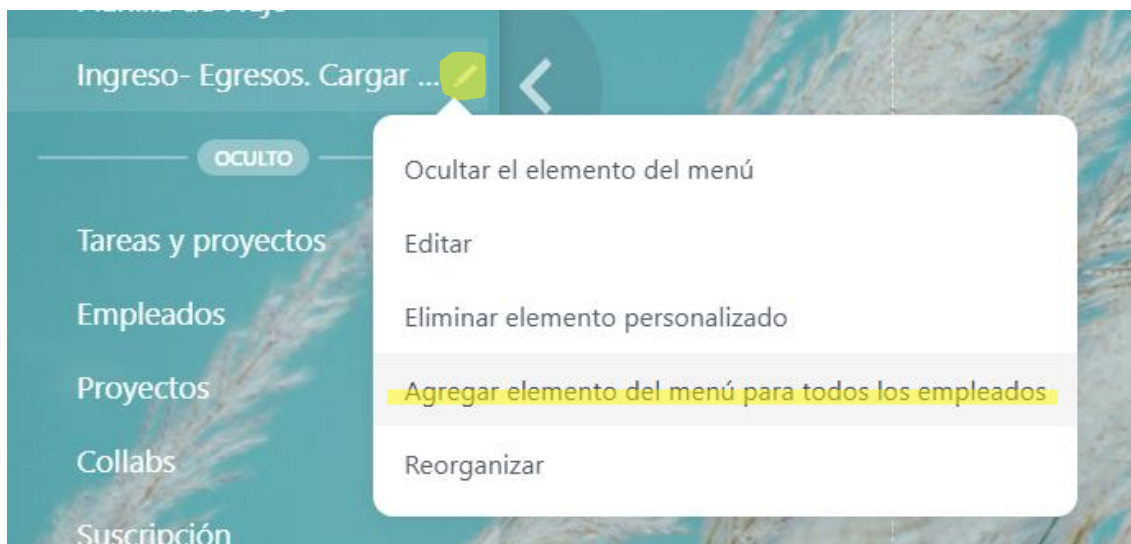 Ingreso- Egresos. Cargar ...
OCULTO
Tareas y proyectos
Empleados
Proyectos
Collabs
Suscripción
Ocultar el elemento del menú
Editar
Eliminar elemento personalizado
Agregar elemento del menú para todos los empleados
Reorganizar